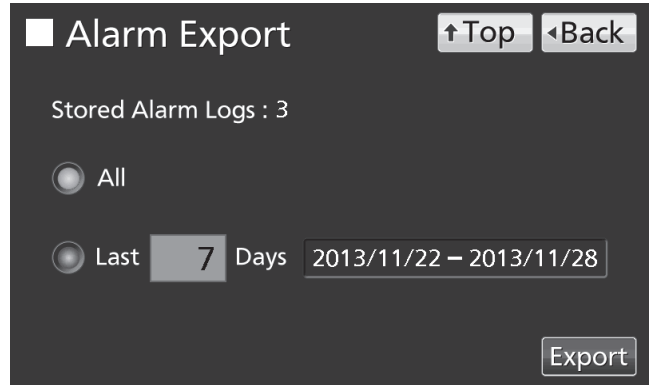 Alarm Export ↑Top ◂Back
Stored Alarm Logs : 3
All
Last 7 Days 2013/11/22 – 2013/11/28
Export